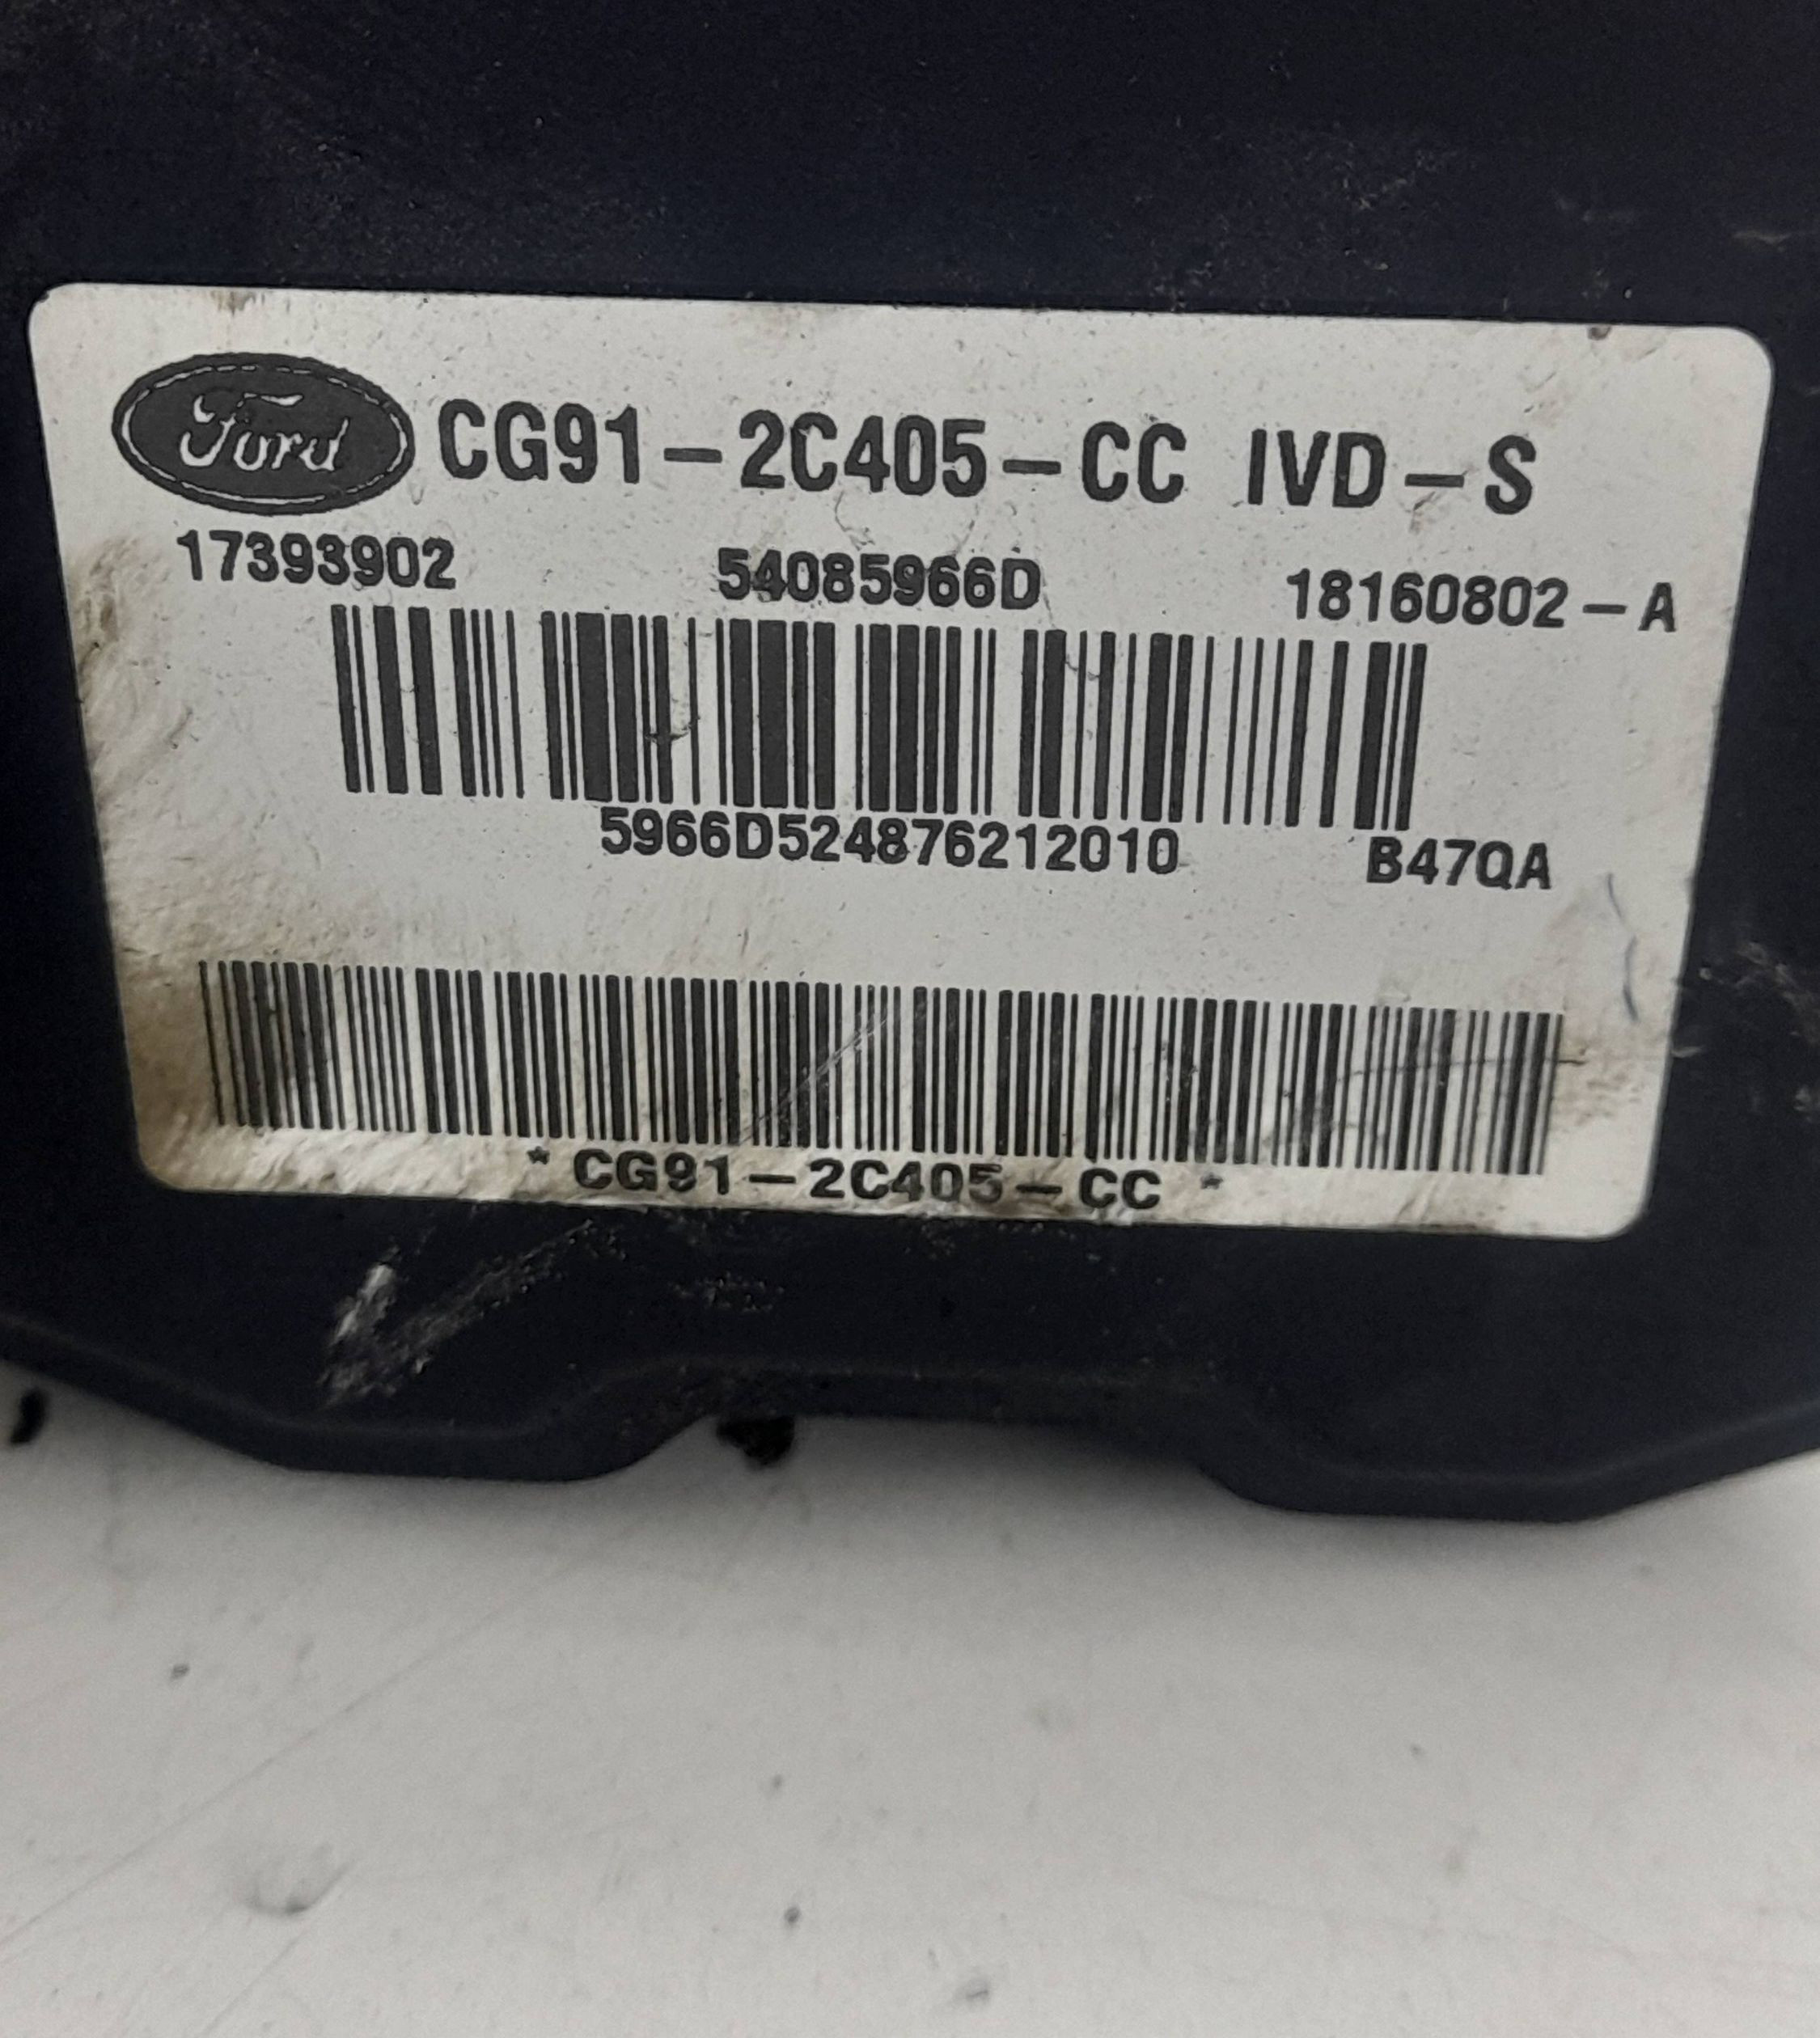 Ford CG91-2C405-CC IVD-S
17393902 54085966D 18160802-A
5966D524876212010 B47QA
* CG91-2C405-CC *